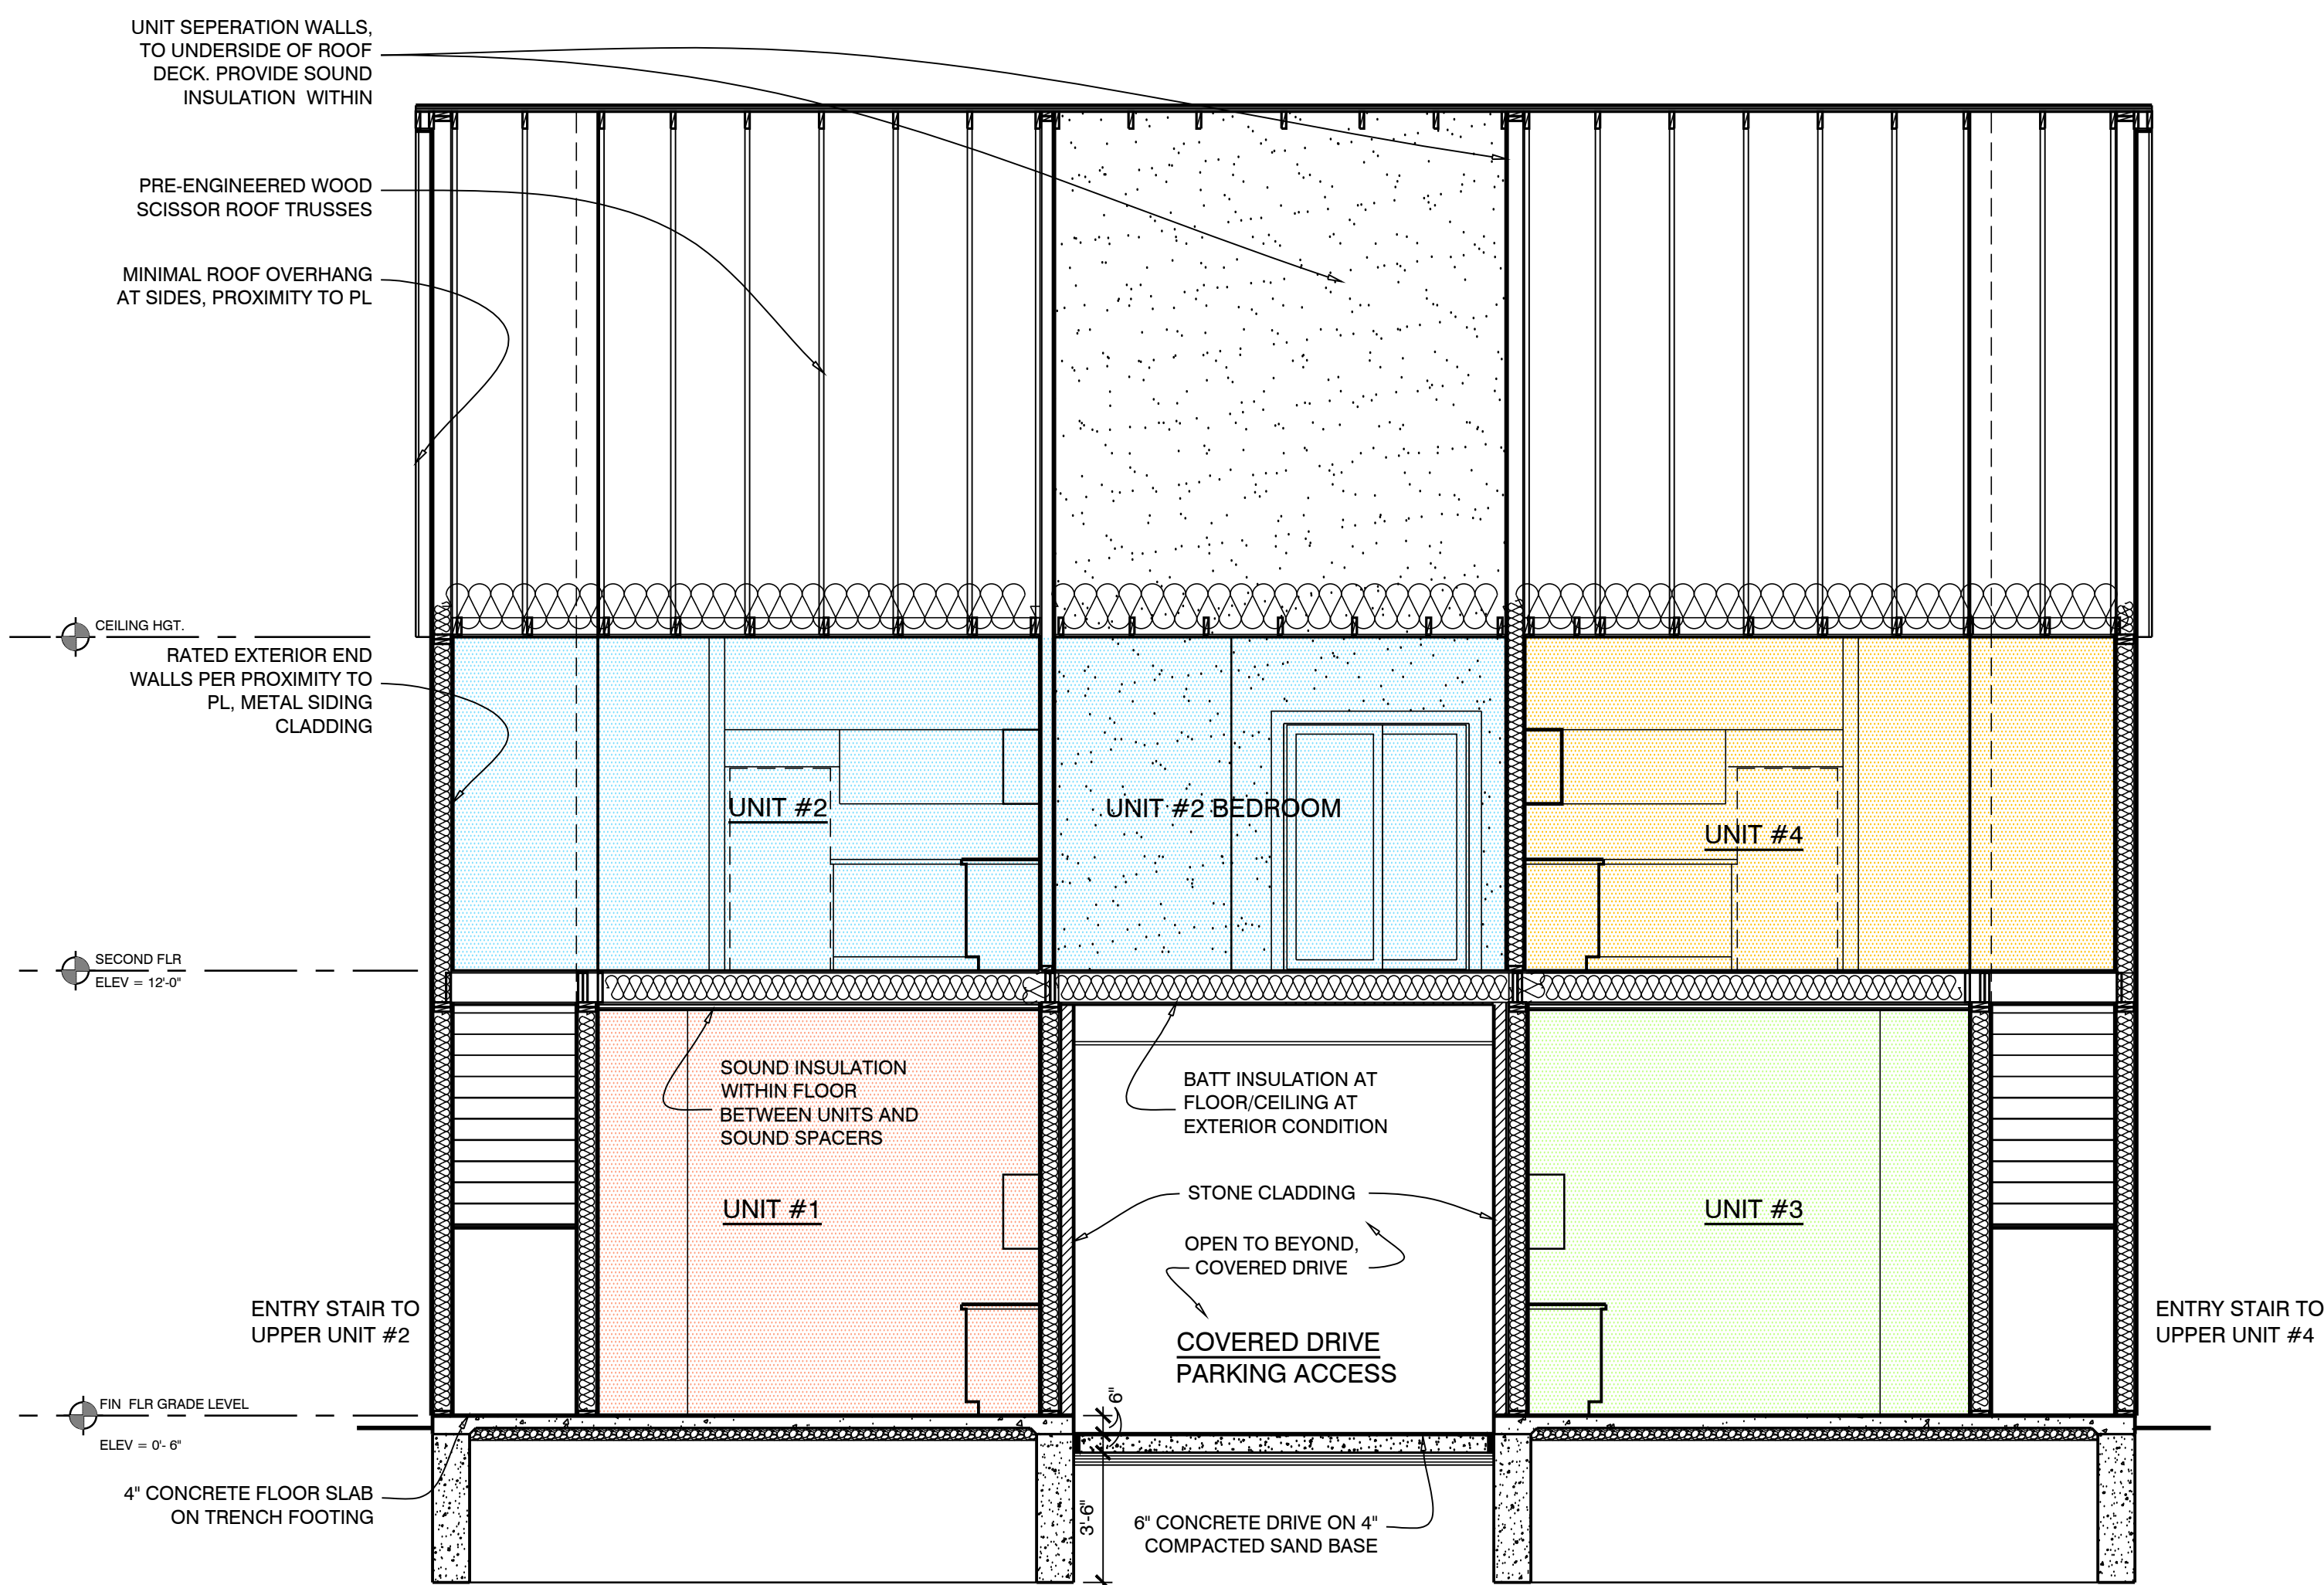 UNIT SEPERATION WALLS,
TO UNDERSIDE OF ROOF
DECK. PROVIDE SOUND
INSULATION WITHIN
PRE-ENGINEERED WOOD
SCISSOR ROOF TRUSSES
MINIMAL ROOF OVERHANG
AT SIDES, PROXIMITY TO PL
CEILING HGT.
RATED EXTERIOR END
WALLS PER PROXIMITY TO
PL, METAL SIDING
CLADDING
UNIT #2
UNIT #2 BEDROOM
UNIT #4
SECOND FLR
ELEV = 12'-0"
SOUND INSULATION
WITHIN FLOOR
BETWEEN UNITS AND
SOUND SPACERS
BATT INSULATION AT
FLOOR/CEILING AT
EXTERIOR CONDITION
UNIT #1
STONE CLADDING
UNIT #3
OPEN TO BEYOND,
COVERED DRIVE
ENTRY STAIR TO
UPPER UNIT #2
COVERED DRIVE
PARKING ACCESS
ENTRY STAIR TO
UPPER UNIT #4
FIN FLR GRADE LEVEL
ELEV = 0'- 6"
6"
3'-6"
4" CONCRETE FLOOR SLAB
ON TRENCH FOOTING
6" CONCRETE DRIVE ON 4"
COMPACTED SAND BASE